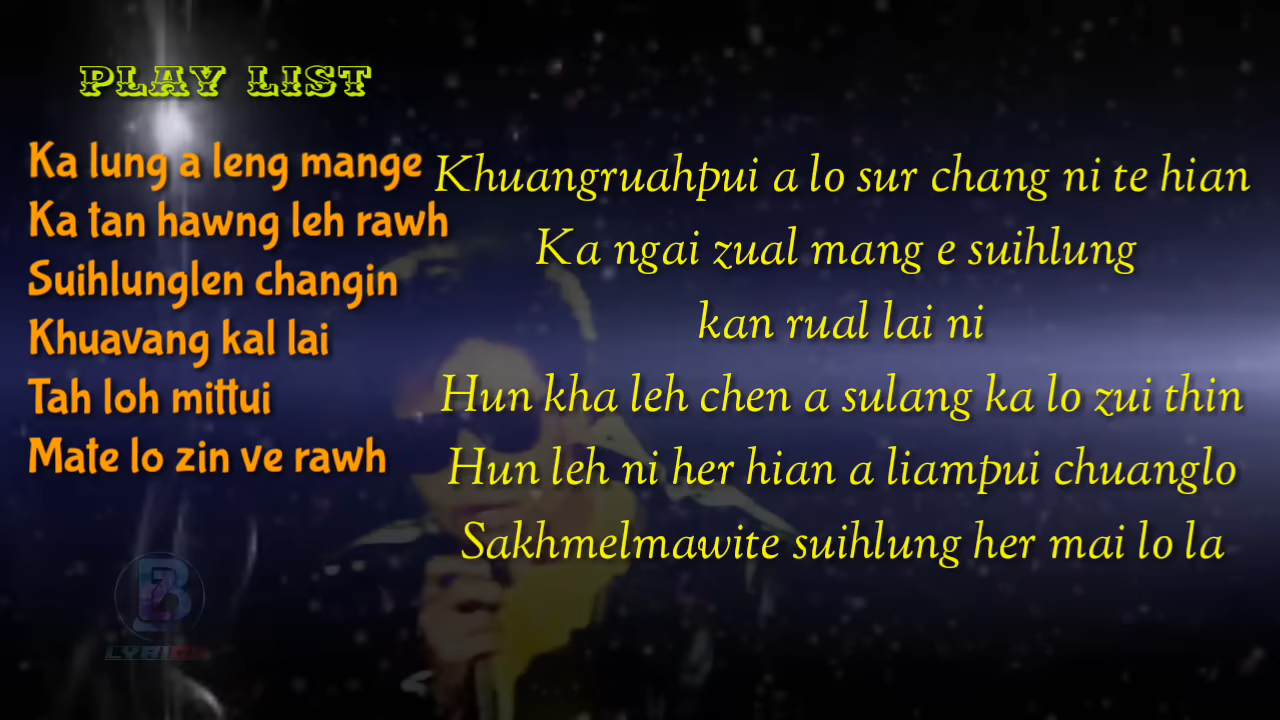 PLAY LIST
Ka lung a leng mange
Ka tan hawng leh rawh
Suihlunglen changin
Khuavang kal lai
Tah loh mittui
Mate lo zin ve rawh
Khuangruahpui a lo sur chang ni te hian
Ka ngai zual mang e suihlung
kan rual lai ni
Hun kha leh chen a sulang ka lo zui thin
Hun leh ni her hian a liampui chuanglo
Sakhmelmawite suihlung her mai lo la
LYRICS